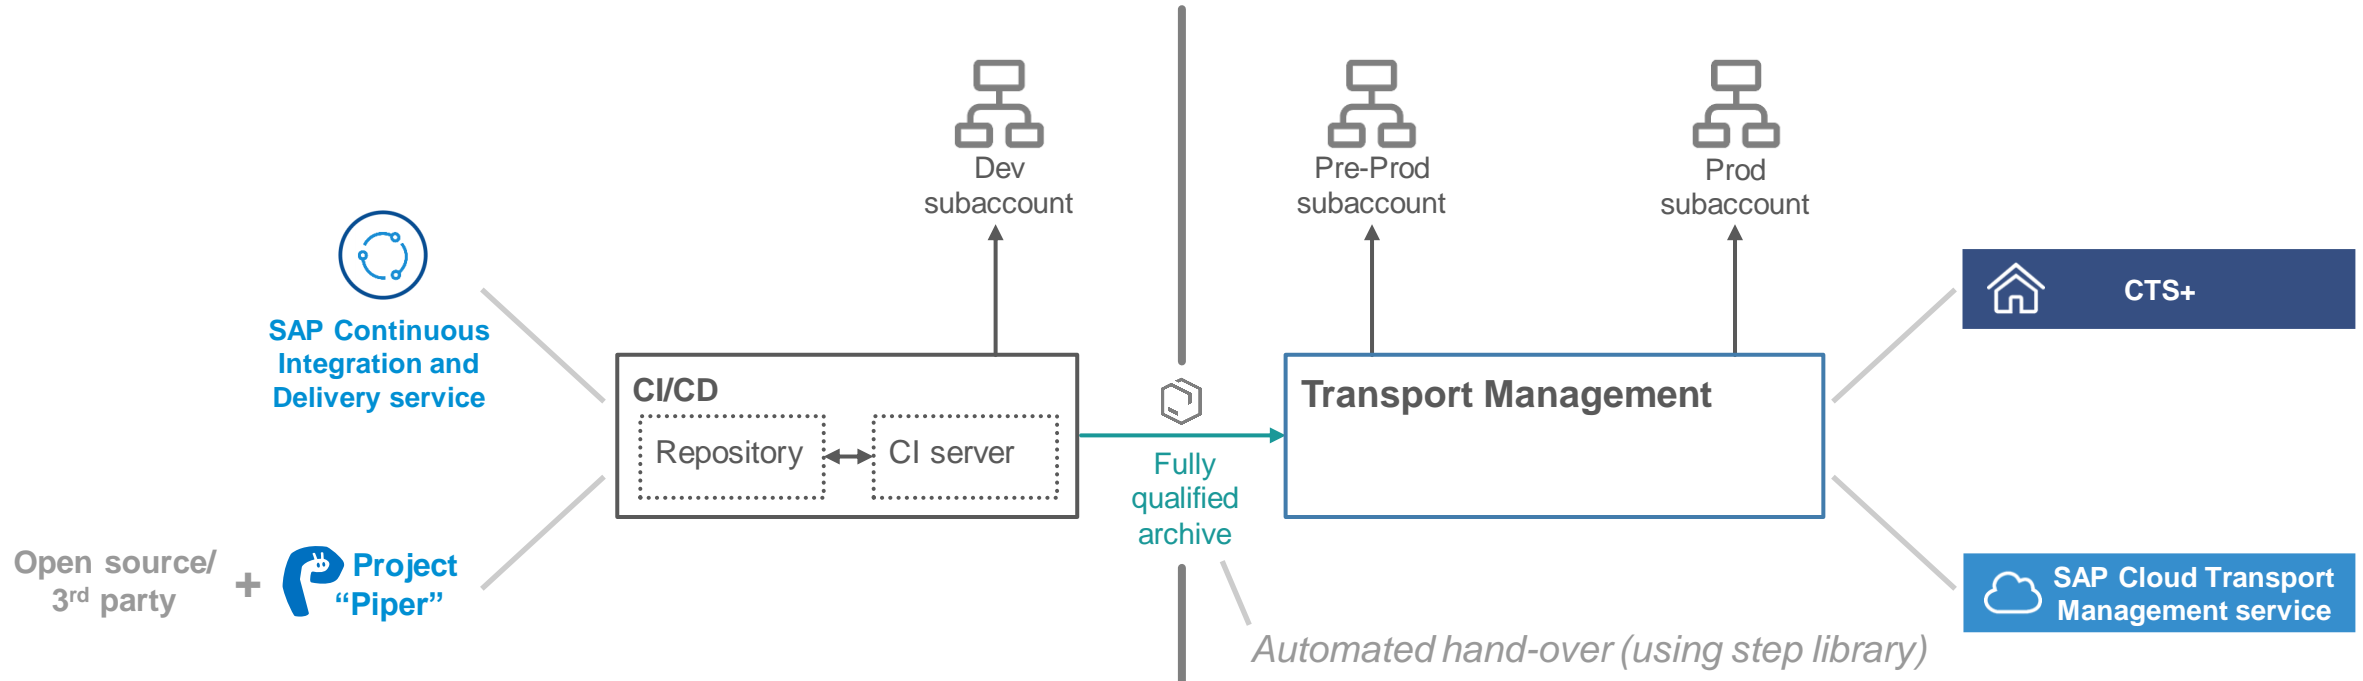 Dev
subaccount
Pre-Prod
subaccount
Prod
subaccount
SAP Continuous
Integration and
Delivery service
Open source/
3rd party
+
Project
“Piper”
CI/CD
Repository
CI server
Fully
qualified
archive
Transport Management
CTS+
SAP Cloud Transport
Management service
Automated hand-over (using step library)